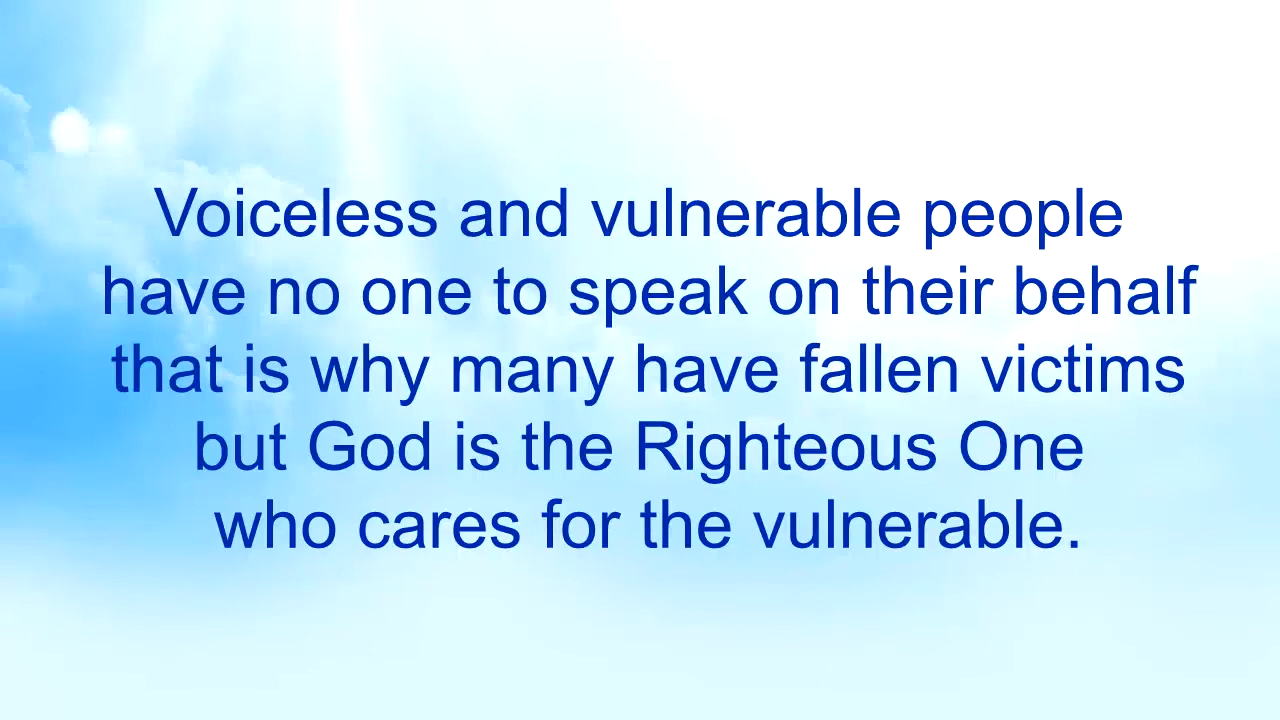 Voiceless and vulnerable people
have no one to speak on their behalf
that is why many have fallen victims
but God is the Righteous One
who cares for the vulnerable.